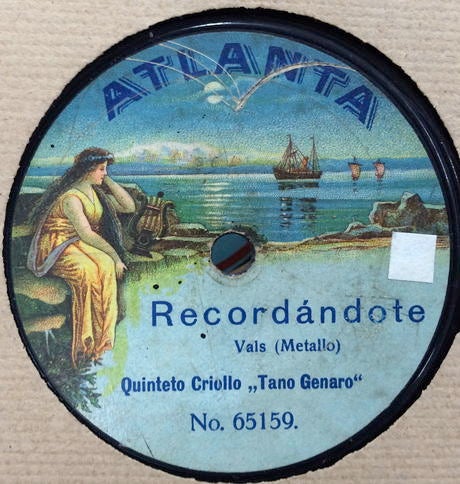 ATLANTA
Recordándote
Vals (Metallo)
Quinteto Criollo „Tano Genaro“
No. 65159.